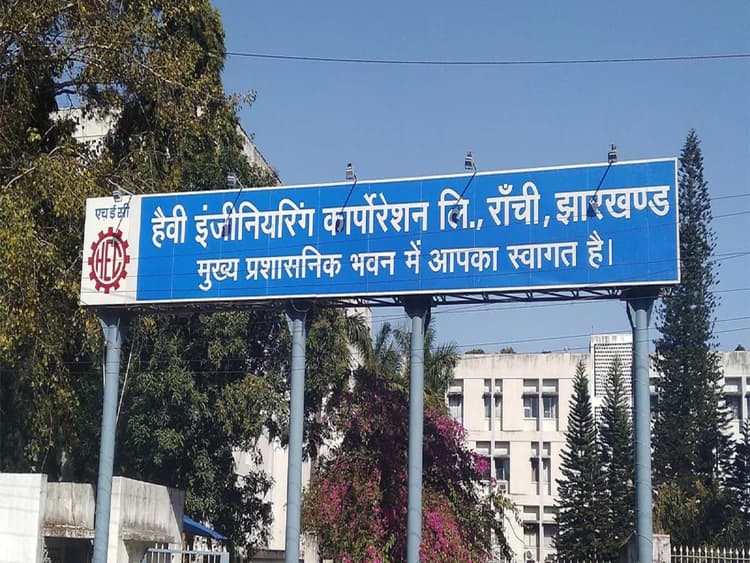 एचईसी
HEC
हैवी इंजीनियरिंग कार्पोरेशन लि., राँची, झारखण्ड
मुख्य प्रशासनिक भवन में आपका स्वागत है।